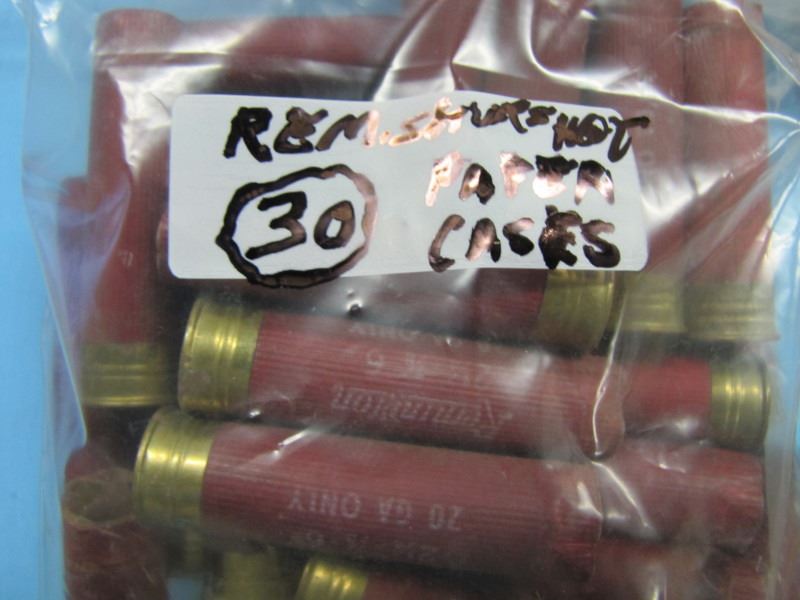 REM. SHURSHOT
30 PAPER
CASES
Remington
20 GA ONLY